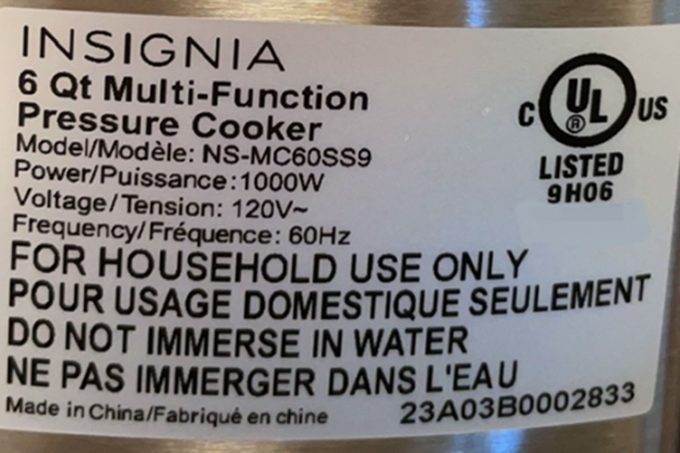 INSIGNIA
6 Qt Multi-Function
Pressure Cooker
Model/Modèle: NS-MC60SS9
Power/Puissance:1000W
Voltage/Tension: 120V~
Frequency/Fréquence: 60Hz
FOR HOUSEHOLD USE ONLY
POUR USAGE DOMESTIQUE SEULEMENT
DO NOT IMMERSE IN WATER
NE PAS IMMERGER DANS L'EAU
Made in China/Fabriqué en chine
23A03B0002833
C UL® US
LISTED
9H06